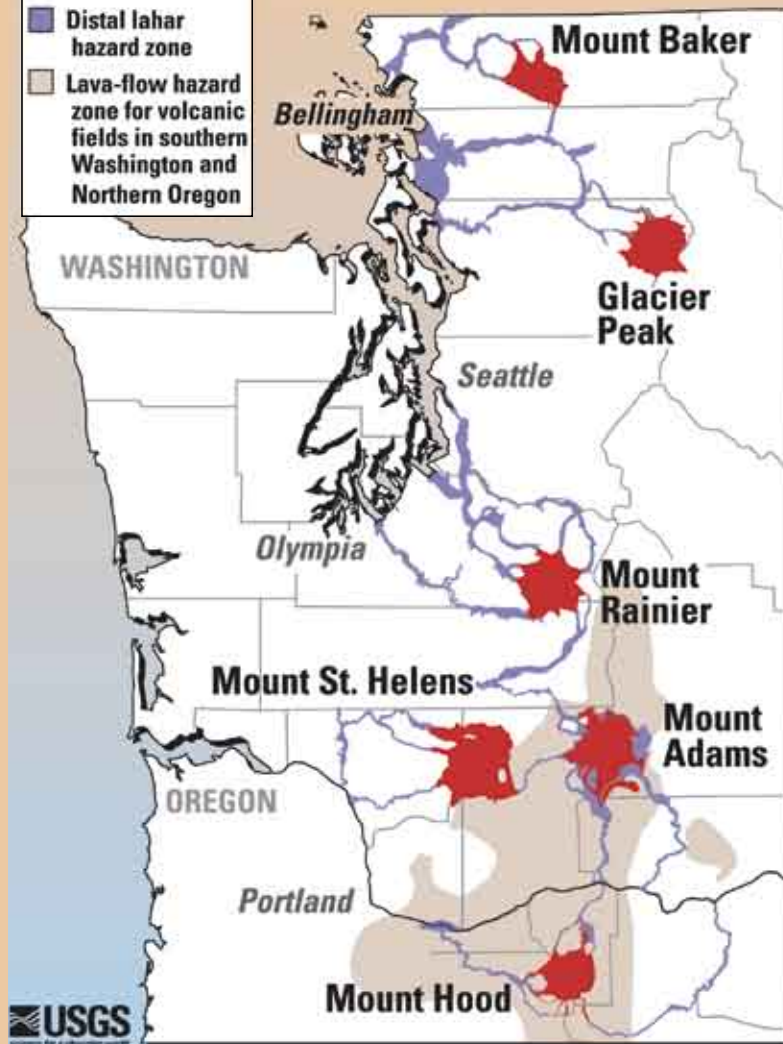 Distal lahar
hazard zone
Lava-flow hazard
zone for volcanic
fields in southern
Washington and
Northern Oregon
Mount Baker
Bellingham
WASHINGTON
Glacier
Peak
Seattle
Olympia
Mount
Rainier
Mount St. Helens
Mount
Adams
OREGON
Portland
Mount Hood
USGS